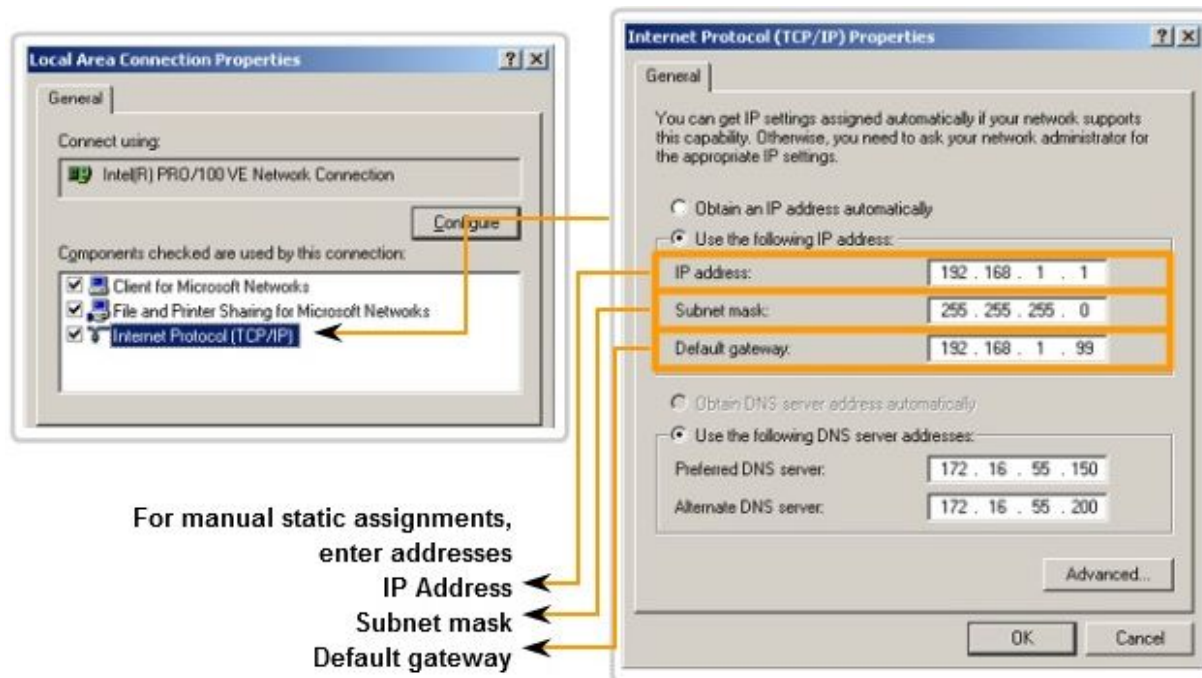 Local Area Connection Properties
General
Connect using:
Intel(R) PRO/100 VE Network Connection
Configure
Components checked are used by this connection:
Client for Microsoft Networks
File and Printer Sharing for Microsoft Networks
Internet Protocol (TCP/IP)
Internet Protocol (TCP/IP) Properties
General
You can get IP settings assigned automatically if your network supports
this capability. Otherwise, you need to ask your network administrator for
the appropriate IP settings.
Obtain an IP address automatically
Use the following IP address:
IP address: 192 . 168 . 1 . 1
Subnet mask: 255 . 255 . 255 . 0
Default gateway: 192 . 168 . 1 . 99
Obtain DNS server address automatically
Use the following DNS server addresses:
Preferred DNS server: 172 . 16 . 55 . 150
Alternate DNS server: 172 . 16 . 55 . 200
Advanced...
OK Cancel
For manual static assignments,
enter addresses
IP Address
Subnet mask
Default gateway